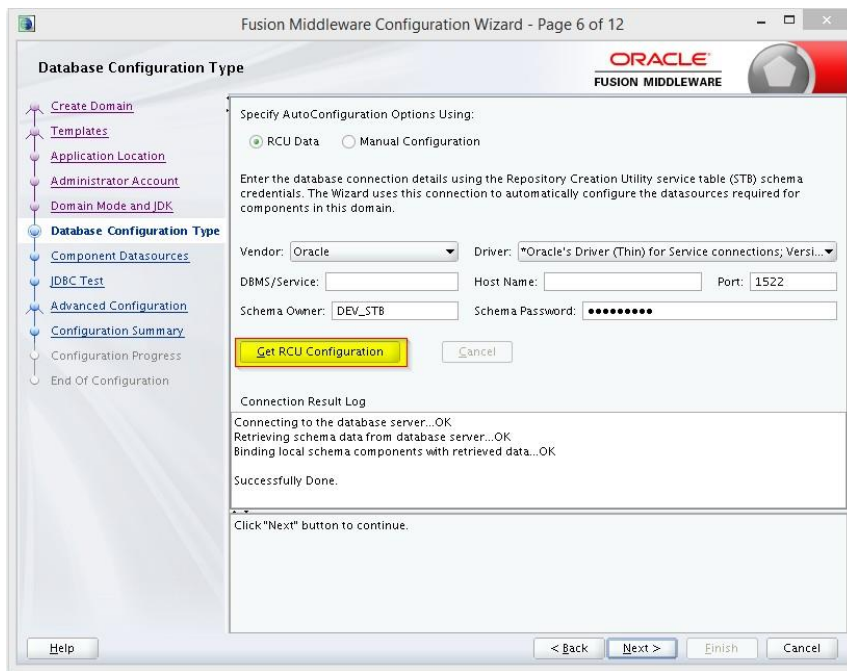 Fusion Middleware Configuration Wizard - Page 6 of 12
Database Configuration Type
ORACLE
FUSION MIDDLEWARE
Create Domain
Templates
Application Location
Administrator Account
Domain Mode and JDK
Database Configuration Type
Component Datasources
JDBC Test
Advanced Configuration
Configuration Summary
Configuration Progress
End Of Configuration
Specify AutoConfiguration Options Using:
RCU Data Manual Configuration
Enter the database connection details using the Repository Creation Utility service table (STB) schema
credentials. The Wizard uses this connection to automatically configure the datasources required for
components in this domain.
Vendor: Oracle Driver: *Oracle's Driver (Thin) for Service connections; Versi...
DBMS/Service: Host Name: Port: 1522
Schema Owner: DEV_STB Schema Password: •••••••••
Get RCU Configuration Cancel
Connection Result Log
Connecting to the database server...OK
Retrieving schema data from database server...OK
Binding local schema components with retrieved data...OK
Successfully Done.
Click "Next" button to continue.
Help < Back Next > Finish Cancel